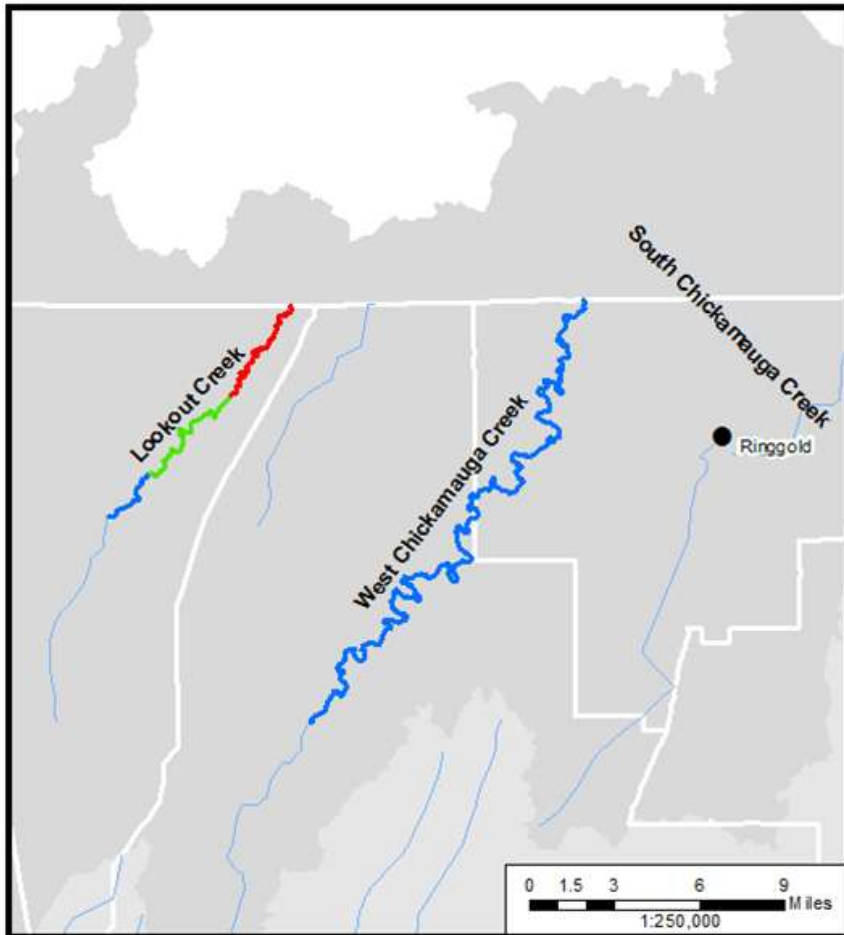 South Chickamauga Creek
Lookout Creek
West Chickamauga Creek
Ringgold
0 1.5 3 6 9
Miles
1:250,000